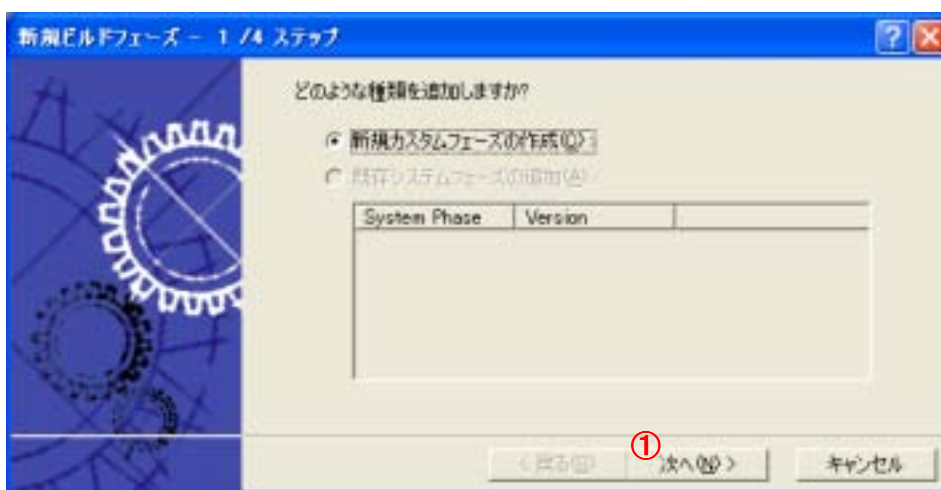 新規ビルドフェーズ - 1 /4 ステップ
どのような種類を追加しますか?
新規カスタムフェーズの作成(C):
既存システムフェーズの追加(A)
System Phase Version
①
< 戻る(B) 次へ(N) > キャンセル